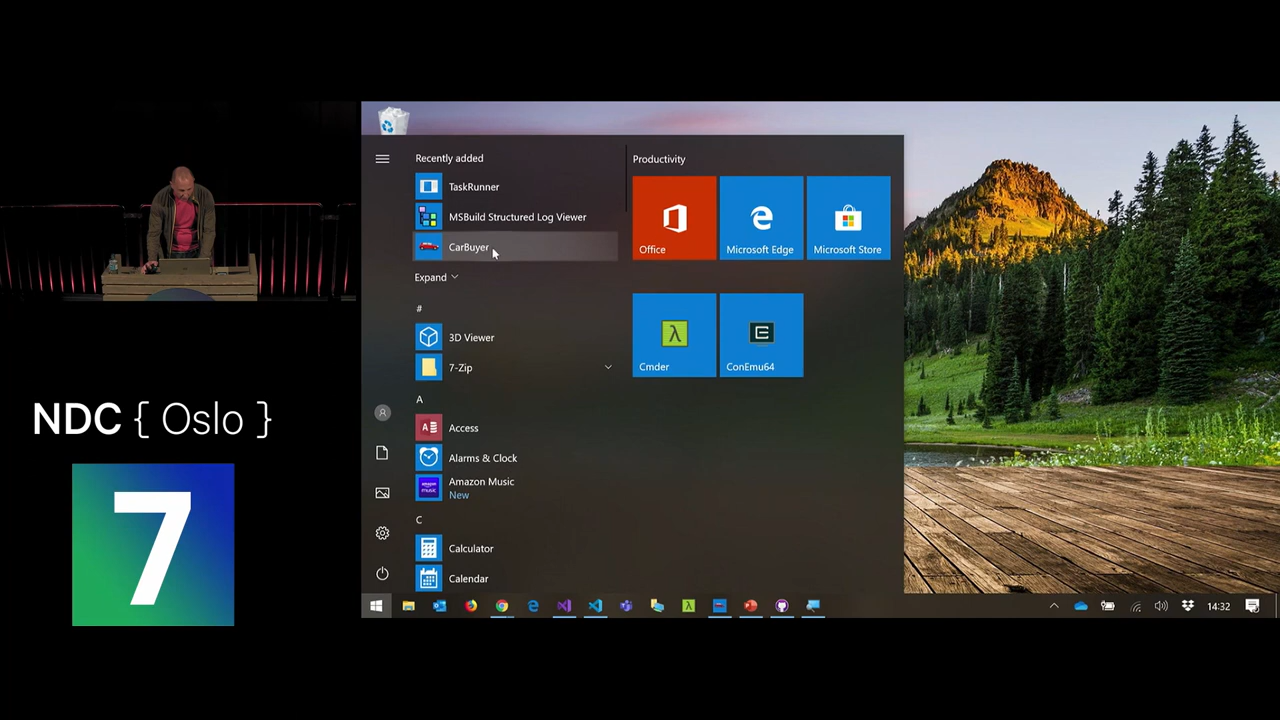 NDC { Oslo }
7
Recently added
TaskRunner
MSBuild Structured Log Viewer
CarBuyer
Expand
#
3D Viewer
7-Zip
A
Access
Alarms & Clock
Amazon Music
New
C
Calculator
Calendar
Productivity
Office
Microsoft Edge
Microsoft Store
Cmder
ConEmu64
14:32